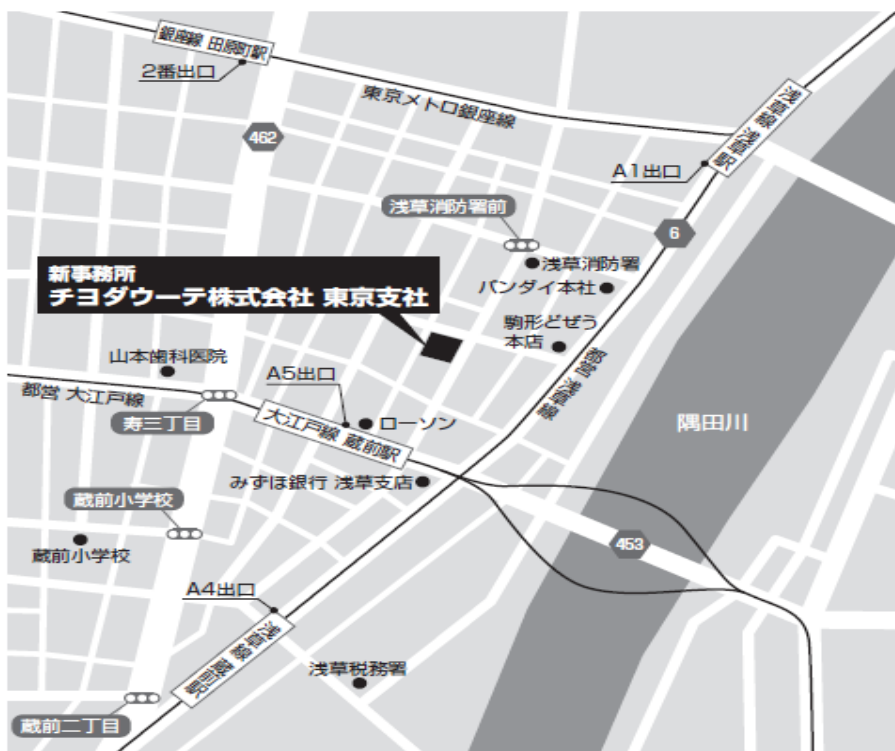 銀座線 田原町駅
2番出口
東京メトロ銀座線
浅草線 浅草駅
462
A1出口
浅草消防署前
6
浅草消防署
バンダイ本社
新事務所
チヨダウーテ株式会社 東京支社
駒形どぜう
本店
山本歯科医院
A5出口
都営 浅草線
都営 大江戸線
寿三丁目
ローソン
大江戸線 蔵前駅
隅田川
みずほ銀行 浅草支店
蔵前小学校
453
蔵前小学校
A4出口
浅草線 蔵前駅
浅草税務署
蔵前二丁目